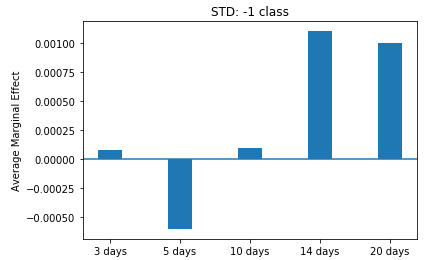 STD: -1 class
Average Marginal Effect
0.00100
0.00075
0.00050
0.00025
0.00000
−0.00025
−0.00050
3 days 5 days 10 days 14 days 20 days